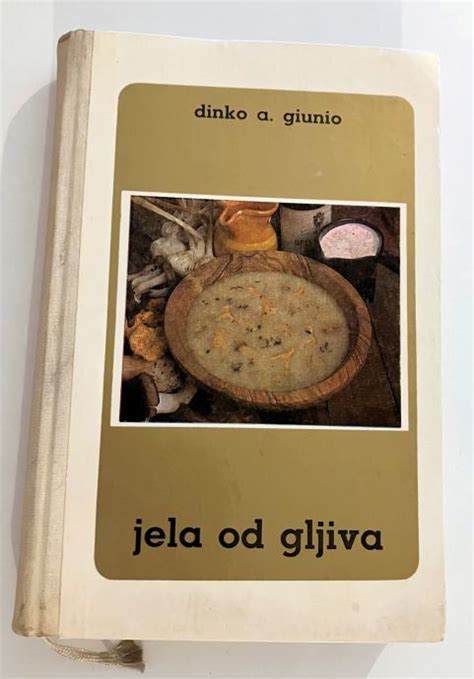 dinko a. giunio
jela od gljiva